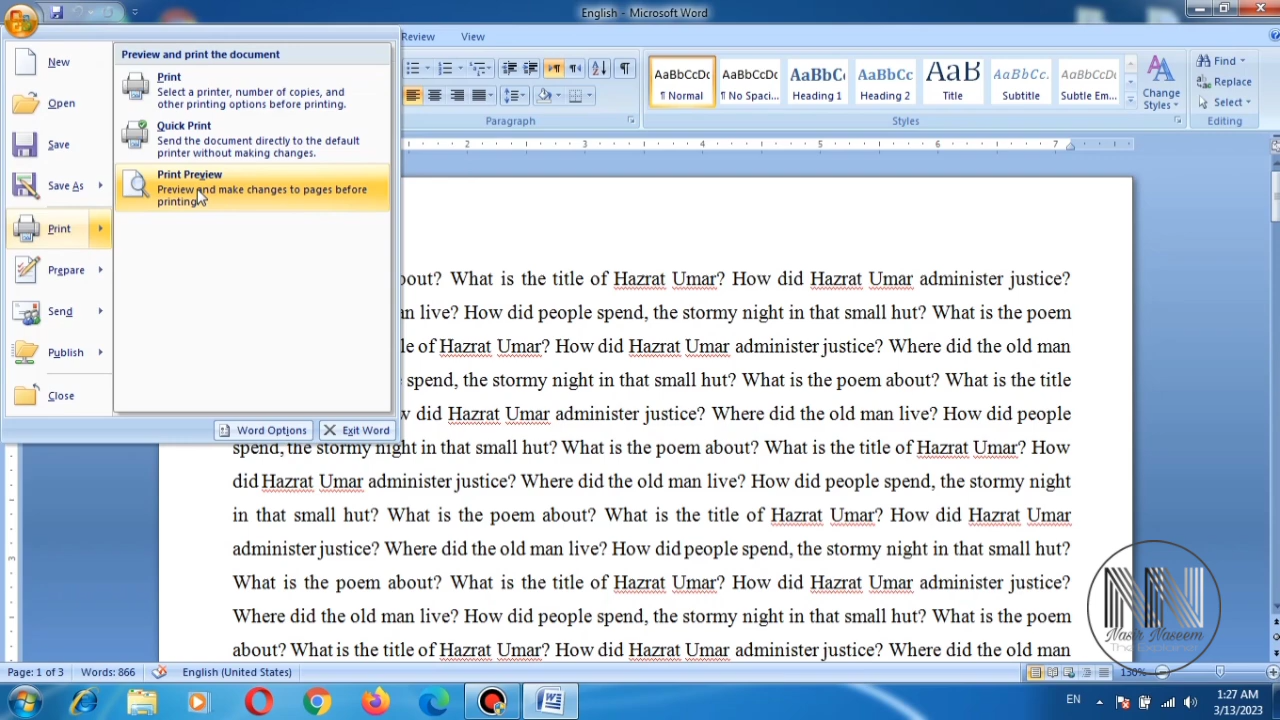 English - Microsoft Word
Review View
New
Open
Save
Save As
Print
Prepare
Send
Publish
Close
Preview and print the document
Print
Select a printer, number of copies, and
other printing options before printing.
Quick Print
Send the document directly to the default
printer without making changes.
Print Preview
Preview and make changes to pages before
printing.
Word Options Exit Word
Paragraph
AaBbCcDc AaBbCcDc AaBbC AaBbCc AaB AaBbCc. AaBbCcDc
¶ Normal ¶ No Spaci... Heading 1 Heading 2 Title Subtitle Subtle Em...
Change
Styles
Styles
Find
Replace
Select
Editing
2 3 4 5 6 7
bout? What is the title of Hazrat Umar? How did Hazrat Umar administer justice?
an live? How did people spend, the stormy night in that small hut? What is the poem
le of Hazrat Umar? How did Hazrat Umar administer justice? Where did the old man
spend, the stormy night in that small hut? What is the poem about? What is the title
w did Hazrat Umar administer justice? Where did the old man live? How did people
spend, the stormy night in that small hut? What is the poem about? What is the title of Hazrat Umar? How
did Hazrat Umar administer justice? Where did the old man live? How did people spend, the stormy night
in that small hut? What is the poem about? What is the title of Hazrat Umar? How did Hazrat Umar
administer justice? Where did the old man live? How did people spend, the stormy night in that small hut?
What is the poem about? What is the title of Hazrat Umar? How did Hazrat Umar administer justice?
Where did the old man live? How did people spend, the stormy night in that small hut? What is the poem
about? What is the title of Hazrat Umar? How did Hazrat Umar administer justice? Where did the old man
NN
Nasir Naseem
The Explainer
Page: 1 of 3 Words: 866 English (United States) 130%
EN 1:27 AM
3/13/2023